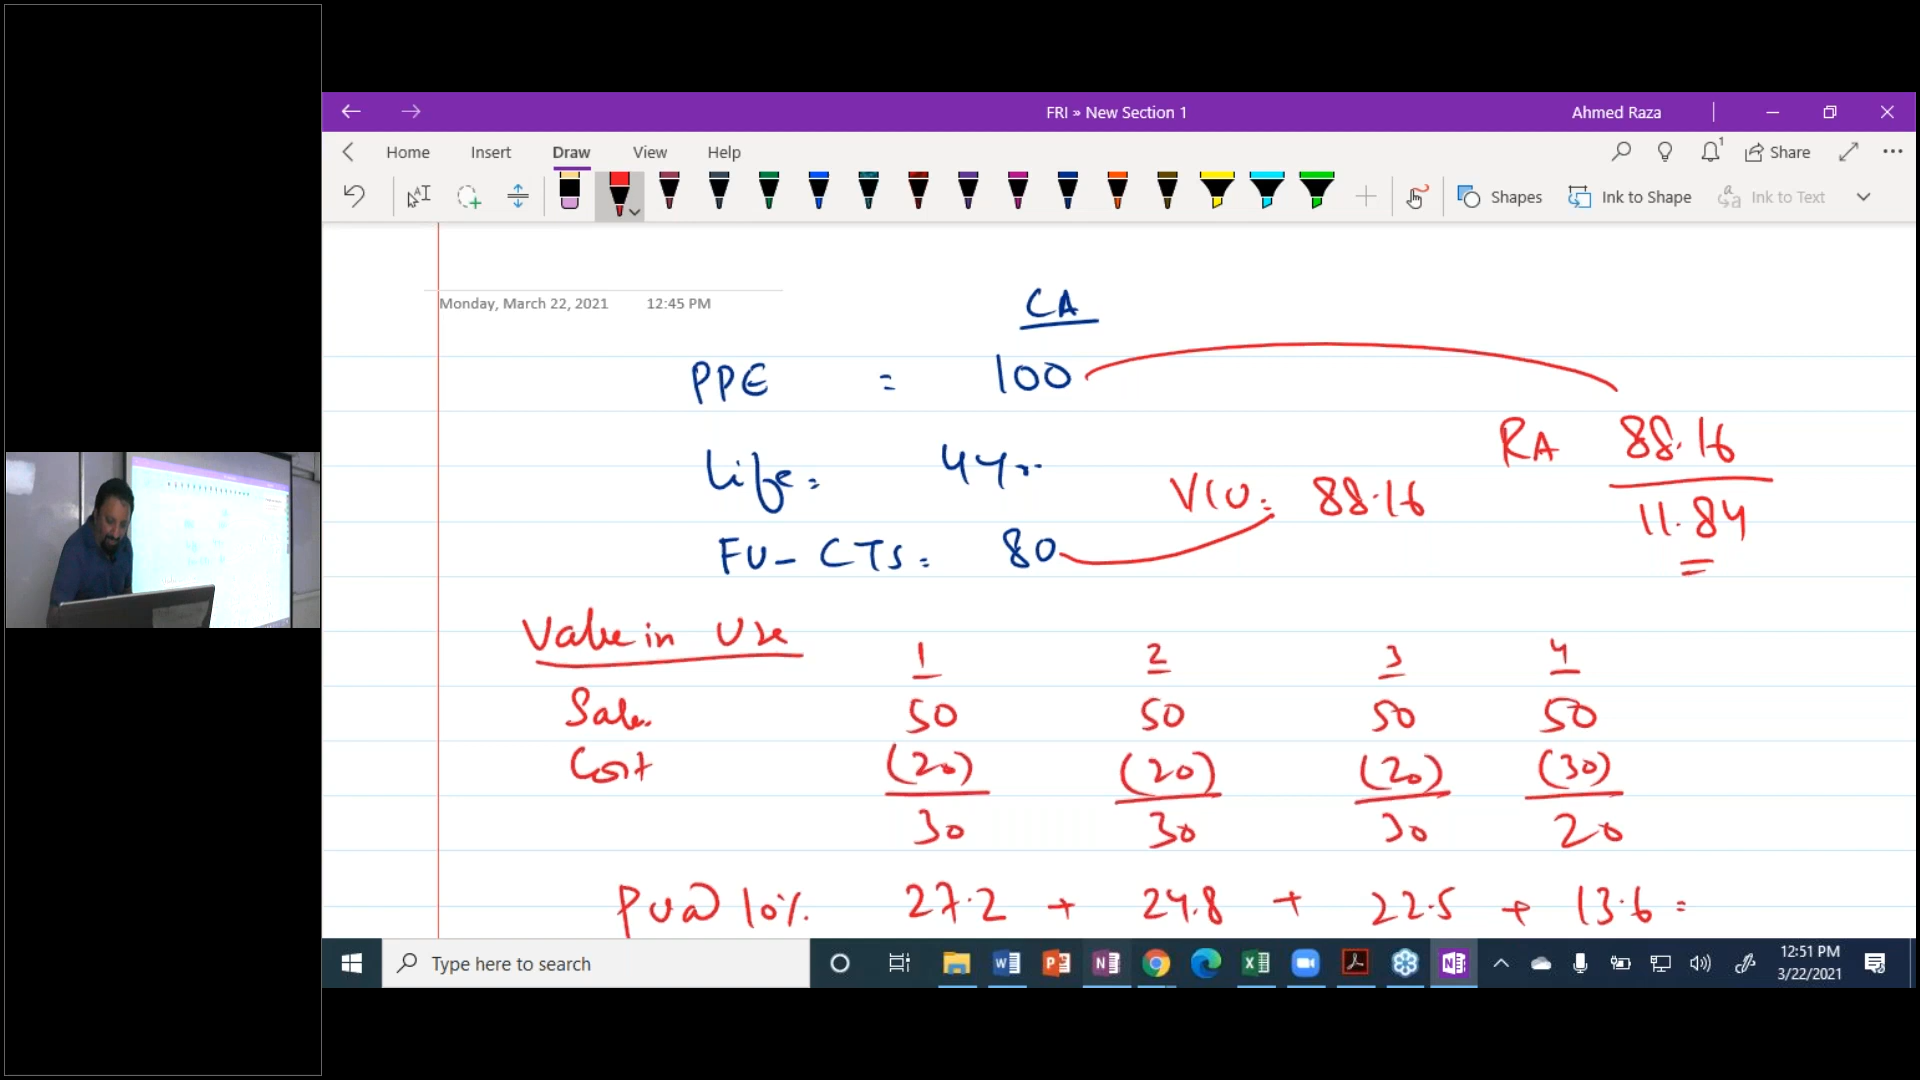 FRI » New Section 1 Ahmed Raza
Home Insert Draw View Help Share
Shapes Ink to Shape Ink to Text
Monday, March 22, 2021 12:45 PM
CA
PPE = 100
RA 88.16
Life = 4yr
VIU = 88.16
11.84
FV - CTS = 80
Value in Use 1 2 3 4
Sales 50 50 50 50
Cost (20) (20) (20) (30)
30 30 30 20
PV@ 10% 27.2 + 24.8 + 22.5 + 13.6 =
Type here to search
12:51 PM
3/22/2021